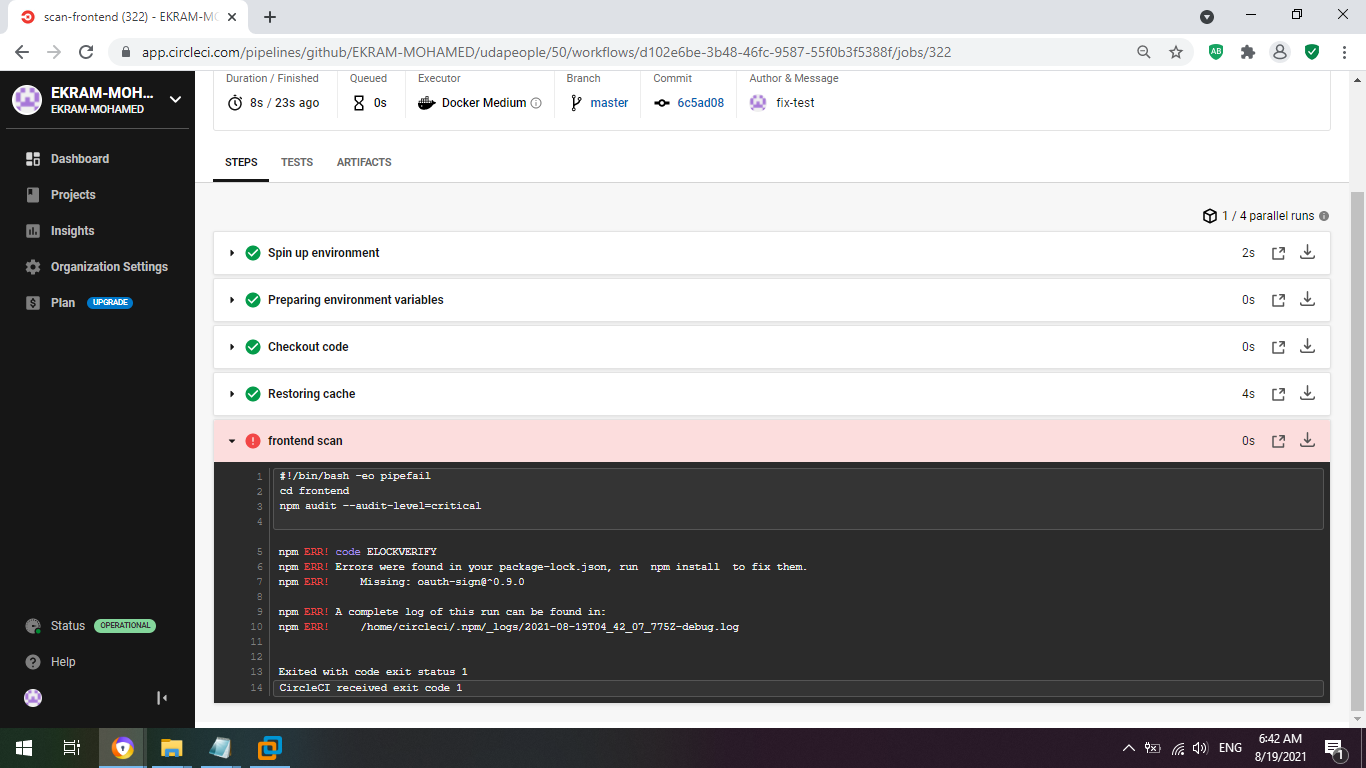 scan-frontend (322) - EKRAM-MO
app.circleci.com/pipelines/github/EKRAM-MOHAMED/udapeople/50/workflows/d102e6be-3b48-46fc-9587-55f0b3f5388f/jobs/322
AB
EKRAM-MOH...
EKRAM-MOHAMED
Dashboard
Projects
Insights
Organization Settings
Plan UPGRADE
Status OPERATIONAL
Help
Duration / Finished Queued Executor Branch Commit Author & Message
8s / 23s ago 0s Docker Medium master 6c5ad08 fix-test
STEPS TESTS ARTIFACTS
1 / 4 parallel runs
Spin up environment 2s
Preparing environment variables 0s
Checkout code 0s
Restoring cache 4s
frontend scan 0s
1 #!/bin/bash -eo pipefail
2 cd frontend
3 npm audit --audit-level=critical
4
5 npm ERR! code ELOCKVERIFY
6 npm ERR! Errors were found in your package-lock.json, run  npm install  to fix them.
7 npm ERR!     Missing: oauth-sign@^0.9.0
8
9 npm ERR! A complete log of this run can be found in:
10 npm ERR!     /home/circleci/.npm/_logs/2021-08-19T04_42_07_775Z-debug.log
11
12
13 Exited with code exit status 1
14 CircleCI received exit code 1
ENG
6:42 AM
8/19/2021
1